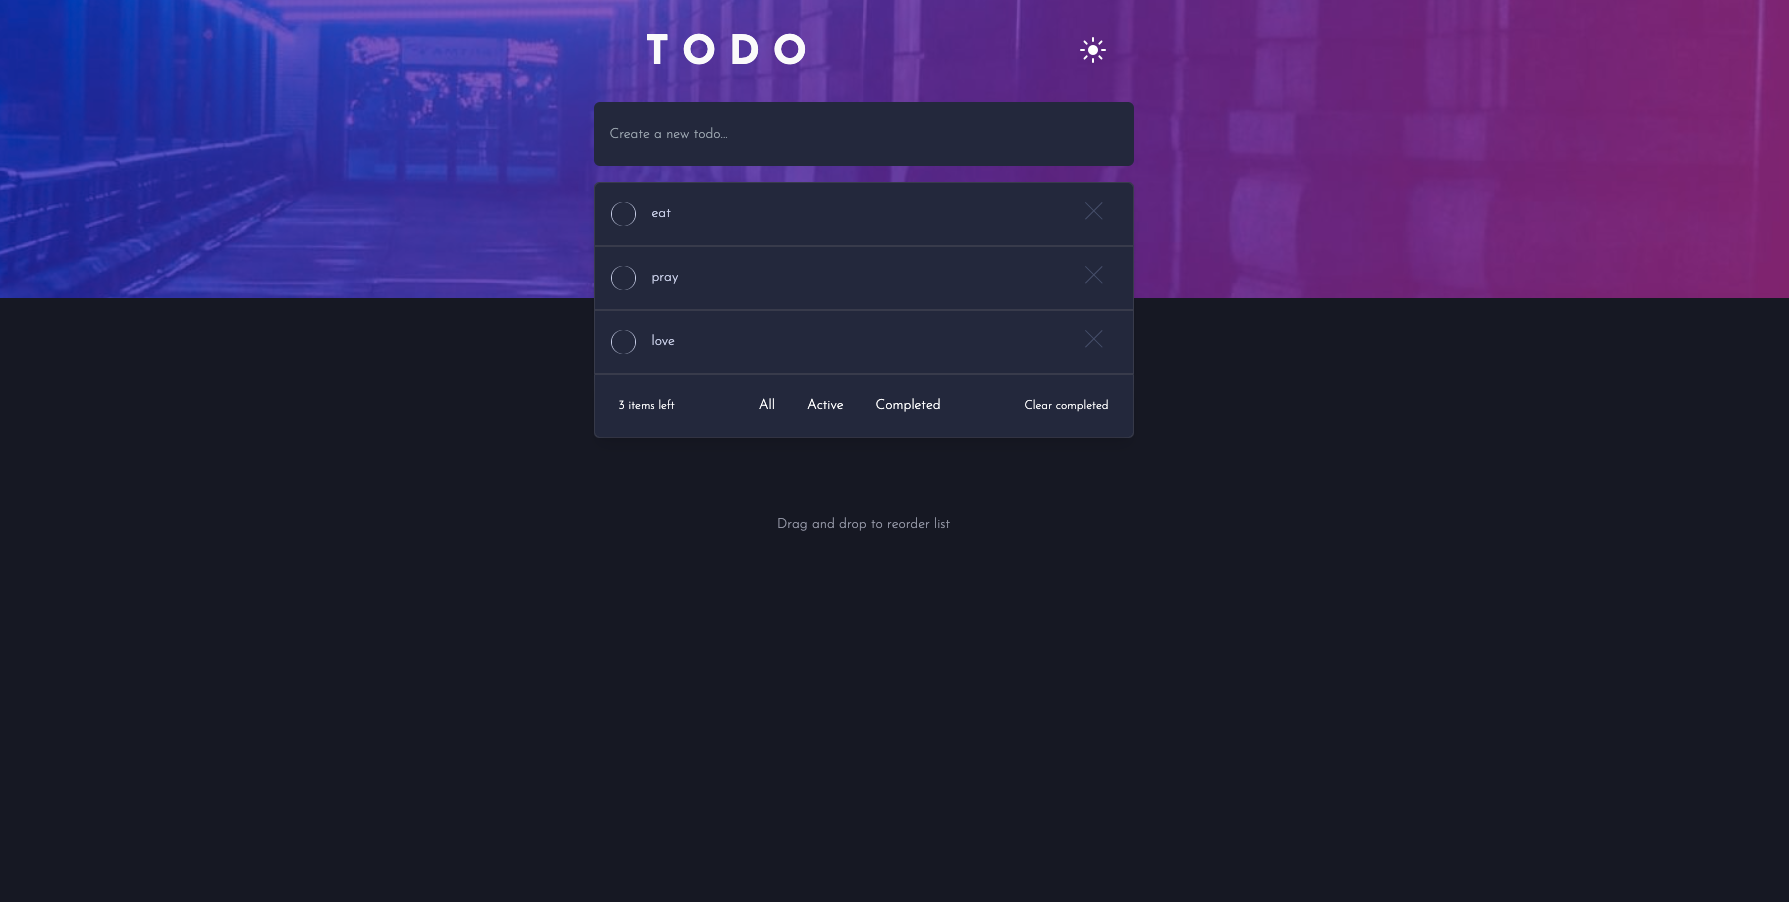 TODO
Create a new todo...
eat
pray
love
3 items left All Active Completed Clear completed
Drag and drop to reorder list